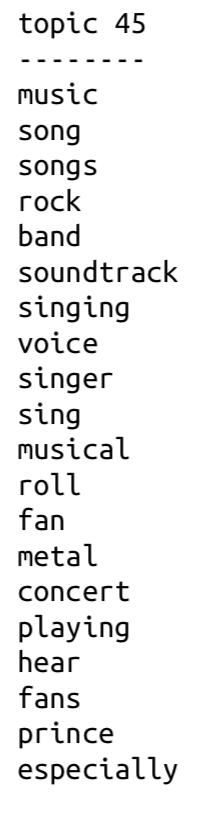 topic 45
--------
music
song
songs
rock
band
soundtrack
singing
voice
singer
sing
musical
roll
fan
metal
concert
playing
hear
fans
prince
especially